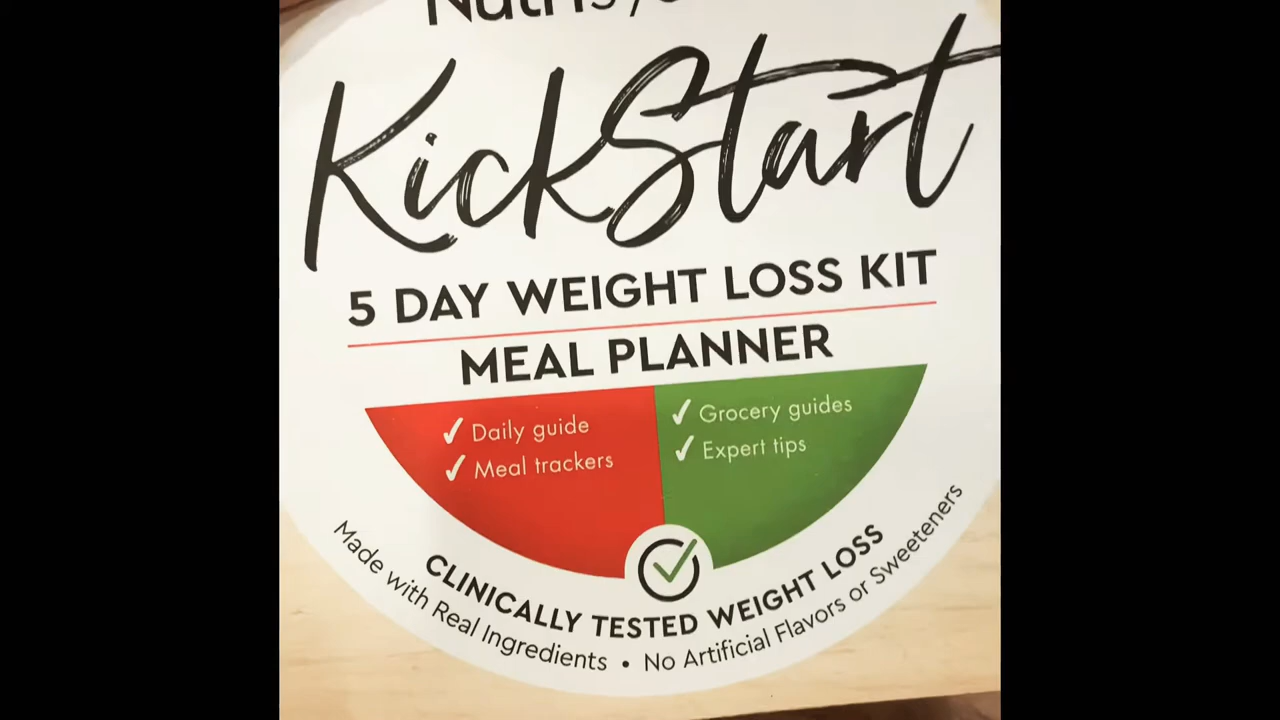 KickStart
5 DAY WEIGHT LOSS KIT
MEAL PLANNER
Daily guide
Meal trackers
Grocery guides
Expert tips
CLINICALLY TESTED WEIGHT LOSS
Made with Real Ingredients • No Artificial Flavors or Sweeteners